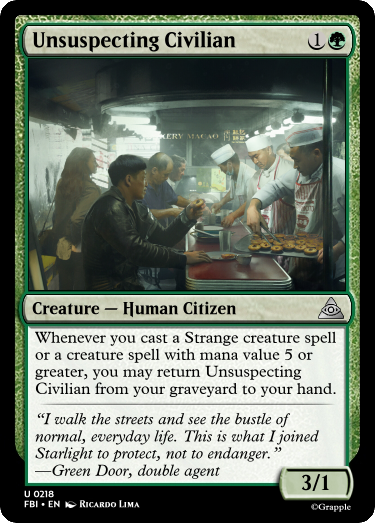 Unsuspecting Civilian 1
KERY MACAO
Creature — Human Citizen
Whenever you cast a Strange creature spell
or a creature spell with mana value 5 or
greater, you may return Unsuspecting
Civilian from your graveyard to your hand.
“I walk the streets and see the bustle of
normal, everyday life. This is what I joined
Starlight to protect, not to endanger.”
—Green Door, double agent
3/1
U 0218
FBI • EN Ricardo Lima
©Grapple